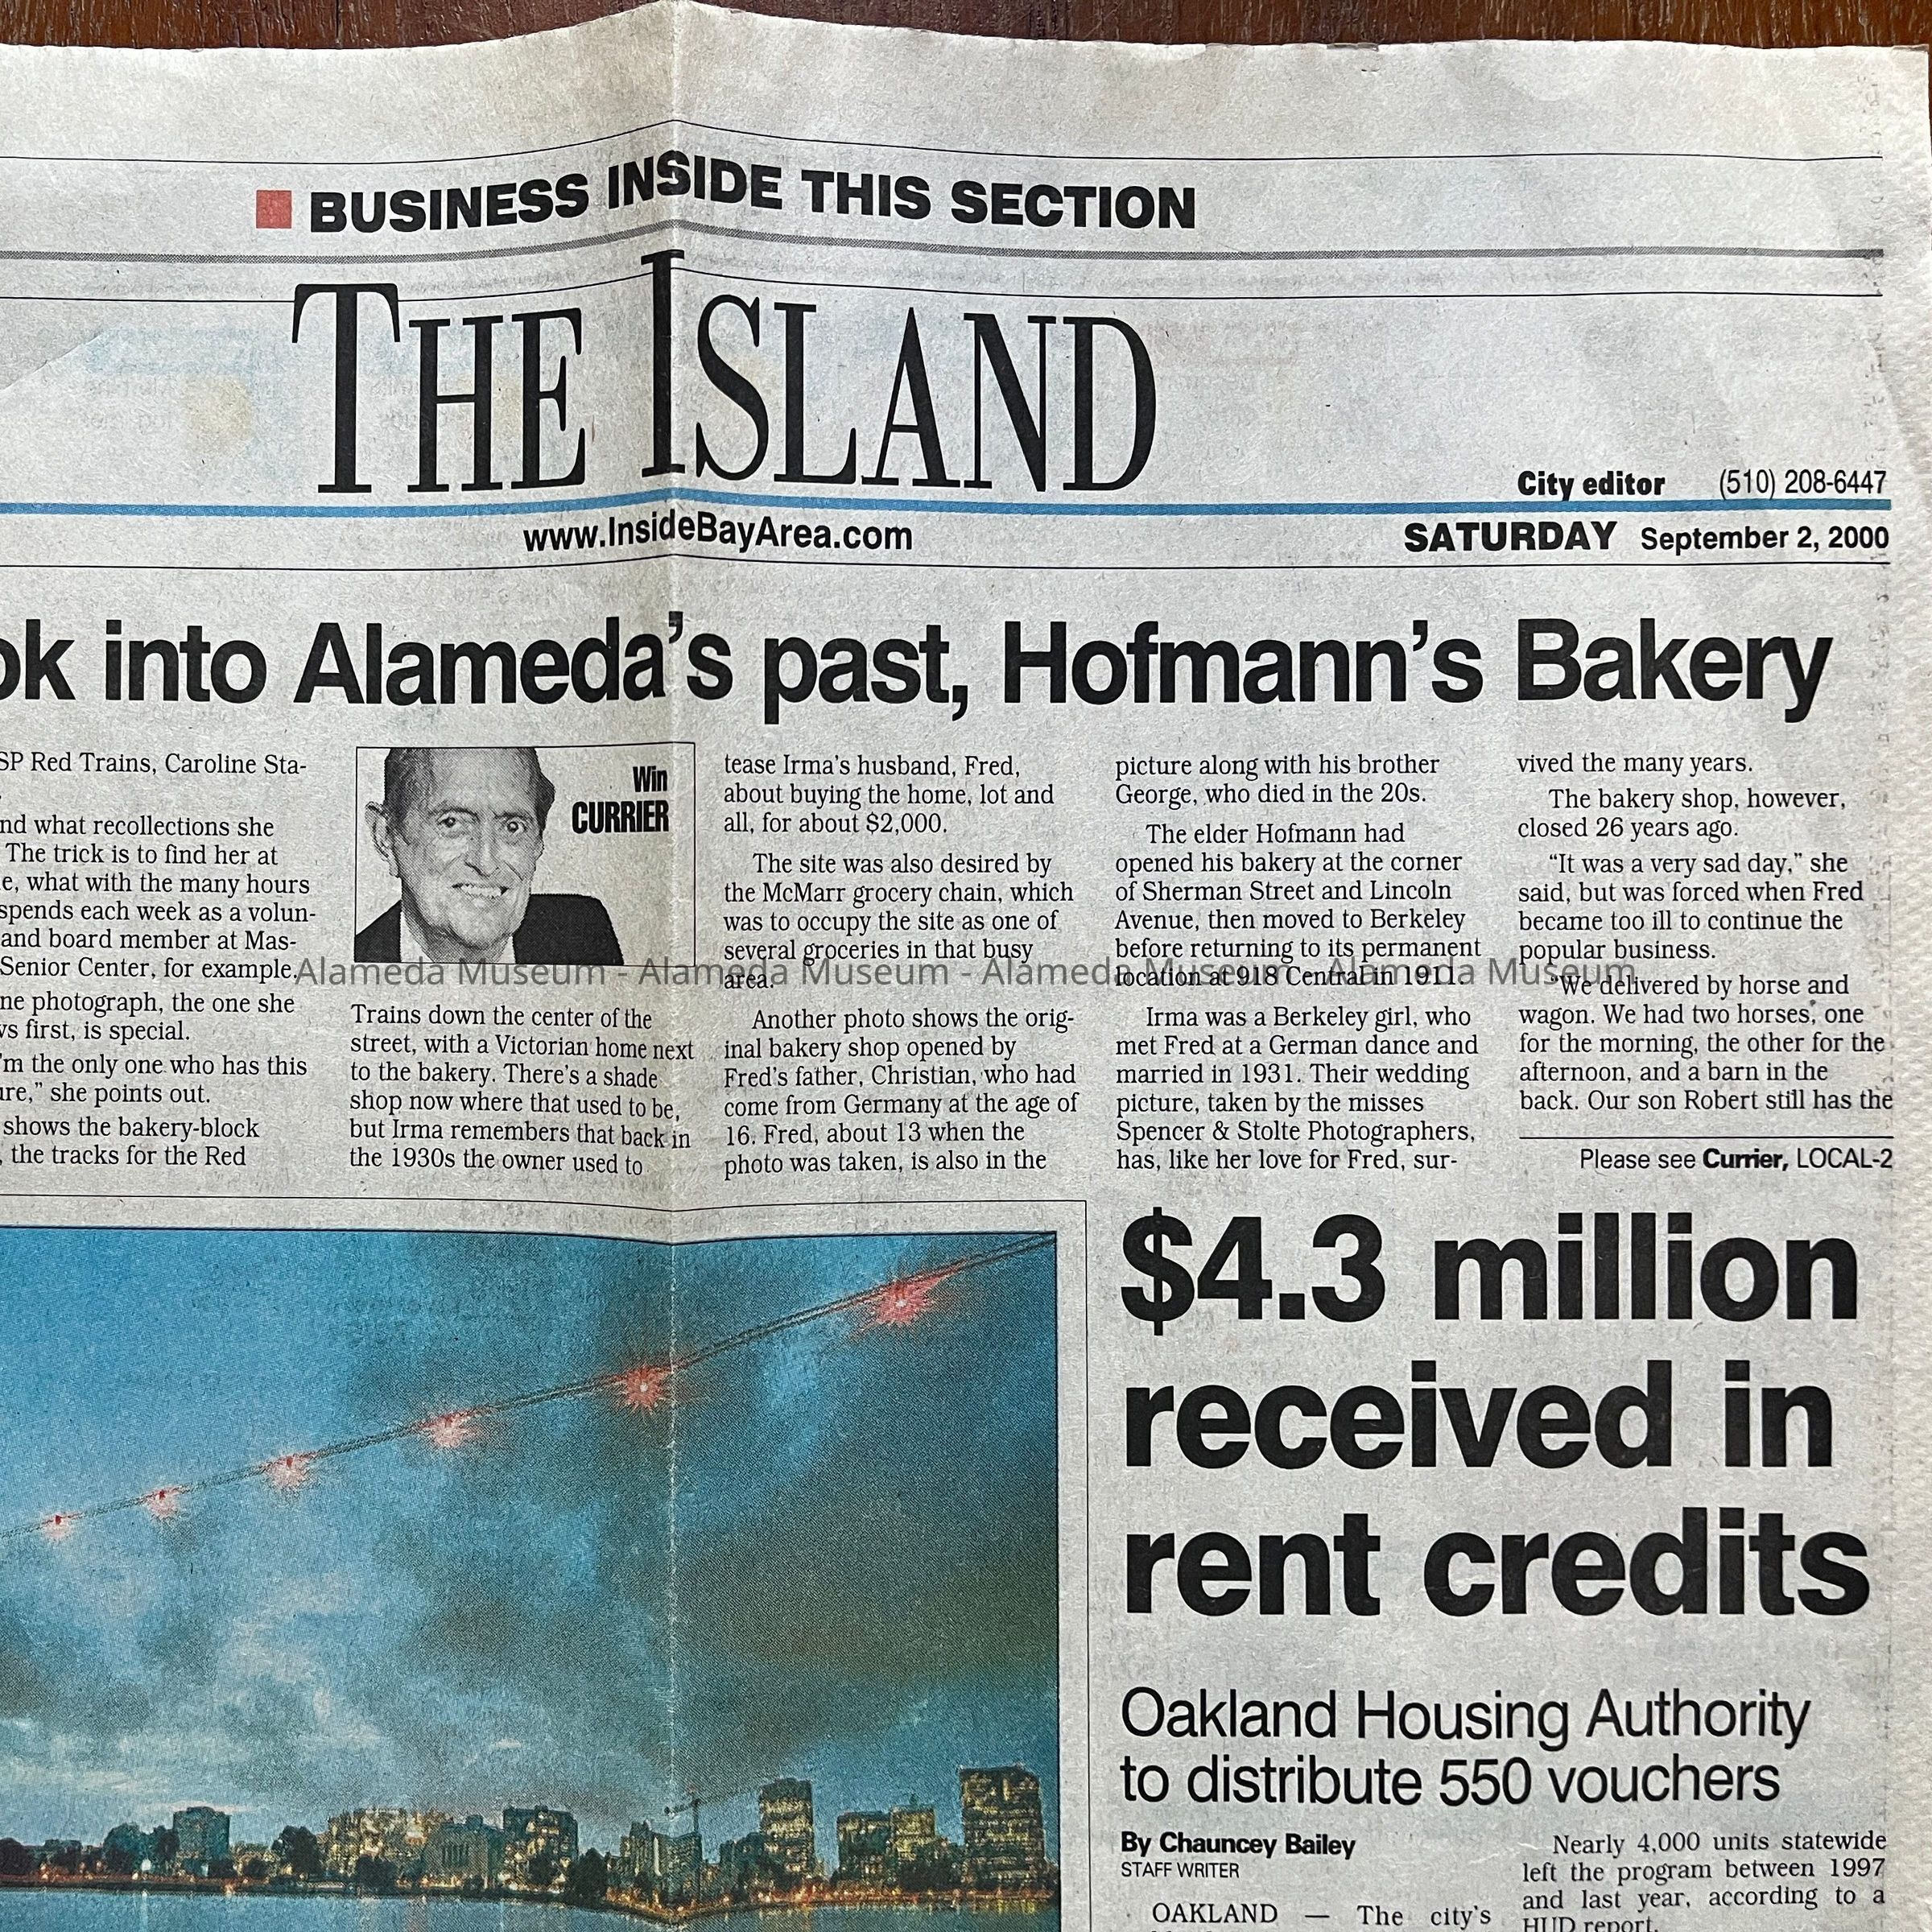 BUSINESS INSIDE THIS SECTION
THE ISLAND
City editor (510) 208-6447
www.InsideBayArea.com
SATURDAY September 2, 2000
into Alameda's past, Hofmann's Bakery
SP Red Trains, Caroline Sta-
what recollections she
The trick is to find her at
what with the many hours
spends each week as a volun-
and board member at Mas-
Senior Center, for example.
photograph, the one she
first, is special.
I'm the only one who has this
she points out.
shows the bakery-block
the tracks for the Red
Win
CURRIER
Trains down the center of the
street, with a Victorian home next
to the bakery. There's a shade
shop now where that used to be,
but Irma remembers that back in
the 1930s the owner used to
tease Irma's husband, Fred,
about buying the home, lot and
all, for about $2,000.
The site was also desired by
the McMarr grocery chain, which
was to occupy the site as one of
several groceries in that busy
area.
Another photo shows the orig-
inal bakery shop opened by
Fred's father, Christian, who had
come from Germany at the age of
16. Fred, about 13 when the
photo was taken, is also in the
picture along with his brother
George, who died in the 20s.
The elder Hofmann had
opened his bakery at the corner
of Sherman Street and Lincoln
Avenue, then moved to Berkeley
before returning to its permanent
location at 918 Central in 1911.
Irma was a Berkeley girl, who
met Fred at a German dance and
married in 1931. Their wedding
picture, taken by the misses
Spencer & Stolte Photographers,
has, like her love for Fred, sur-
vived the many years.
The bakery shop, however,
closed 26 years ago.
"It was a very sad day," she
said, but was forced when Fred
became too ill to continue the
popular business.
"We delivered by horse and
wagon. We had two horses, one
for the morning, the other for the
afternoon, and a barn in the
back. Our son Robert still has the
Please see Currier, LOCAL-2
Alameda Museum - Alameda Museum - Alameda Museum - Alameda Museum
$4.3 million
received in
rent credits
Oakland Housing Authority
to distribute 550 vouchers
By Chauncey Bailey
STAFF WRITER
OAKLAND — The city's
Nearly 4,000 units statewide
left the program between 1997
and last year, according to a
HUD report.